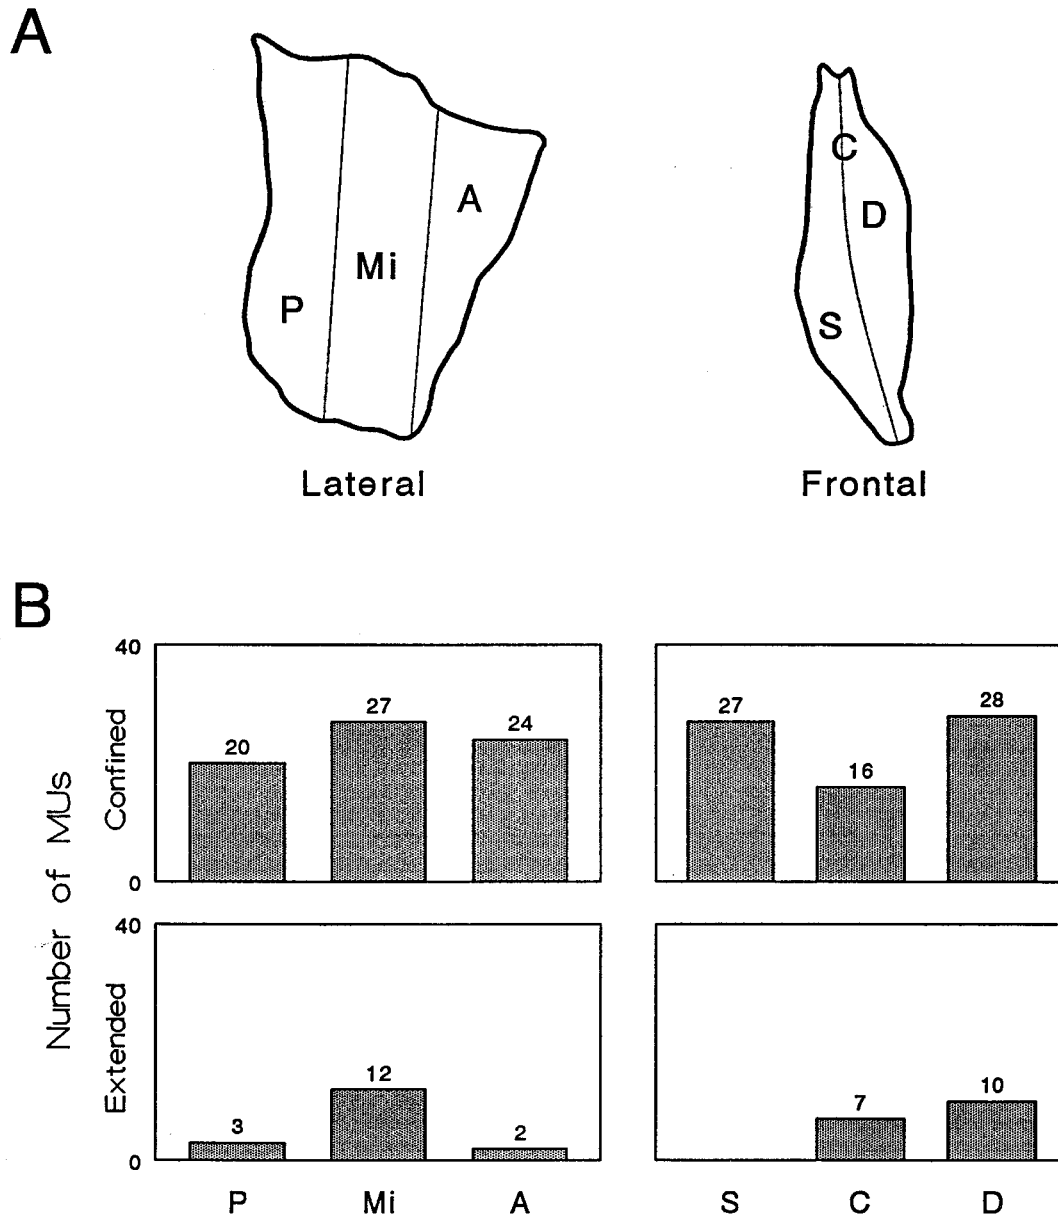 A
P
Mi
A
Lateral
C
D
S
Frontal
B
Number of MUs
Confined
40
20
27
24
0
27
16
28
Extended
40
3
12
2
0
7
10
P Mi A
S C D